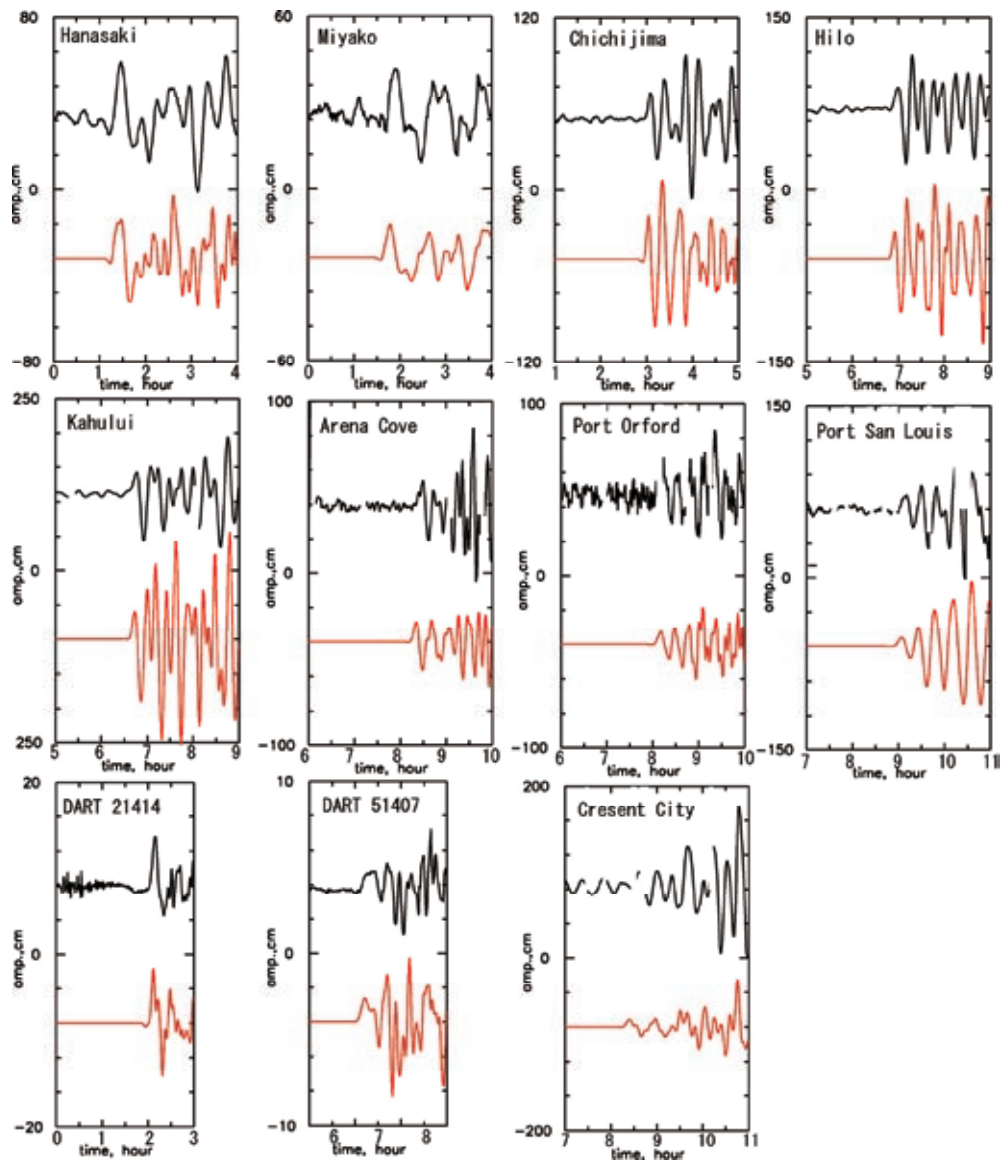 80
Hanasaki
amp.,cm
0
-80
0 1 2 3 4
time, hour
60
Miyako
amp.,cm
0
-60
0 1 2 3 4
time, hour
120
Chichijima
amp.,cm
0
-120
1 2 3 4 5
time, hour
150
Hilo
amp.,cm
0
-150
5 6 7 8 9
time, hour
250
Kahului
amp.,cm
0
250
5 6 7 8 9
time, hour
100
Arena Cove
amp.,cm
0
-100
6 7 8 9 10
time, hour
100
Port Orford
amp.,cm
0
-100
6 7 8 9 10
time, hour
150
Port San Louis
amp.,cm
0
-150
7 8 9 10 11
time, hour
20
DART 21414
amp.,cm
0
-20
0 1 2 3
time, hour
10
DART 51407
amp.,cm
0
-10
6 7 8
time, hour
200
Cresent City
amp.,cm
0
-200
7 8 9 10 11
time, hour